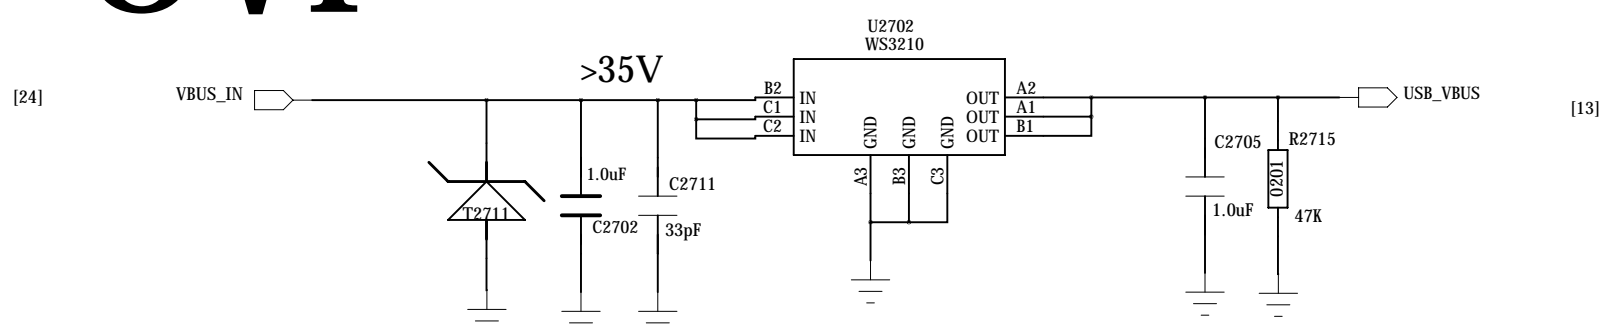 OVP
U2702
WS3210
>35V
[24]
VBUS_IN
B2
IN
C1
IN
C2
IN
OUT
A2
OUT
A1
OUT
B1
GND
GND
GND
A3
B3
C3
USB_VBUS
[13]
T2711
1.0uF
C2702
C2711
33pF
C2705
1.0uF
R2715
0201
47K